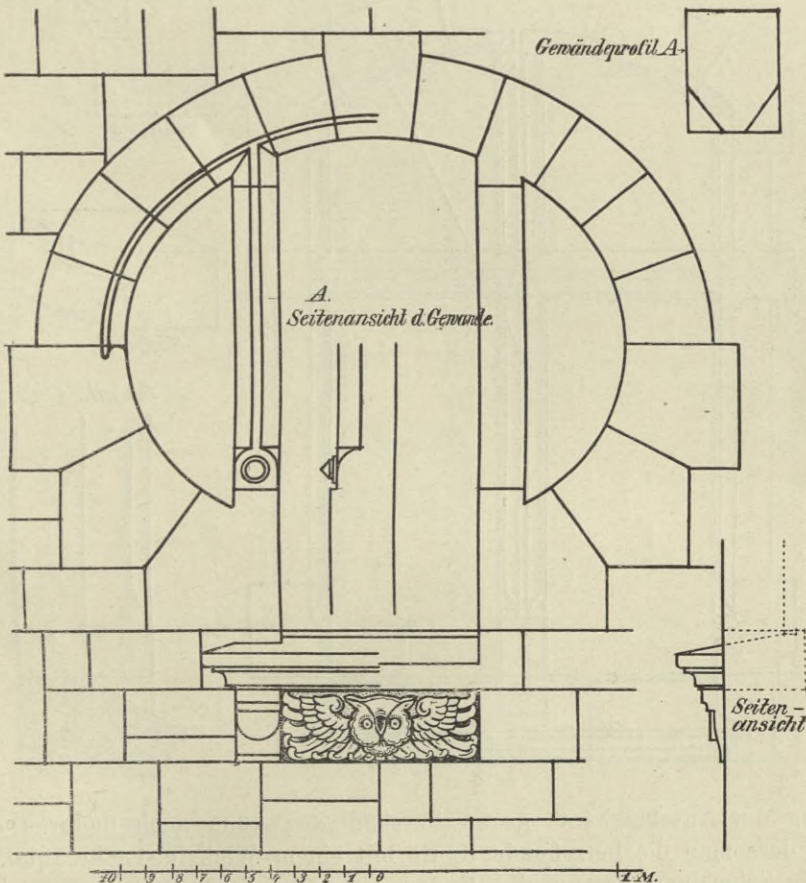 Gewändeprofil A
A.
Seitenansicht d. Gewände.
Seiten-
ansicht
10 9 8 7 6 5 4 3 2 1 0 1 M.